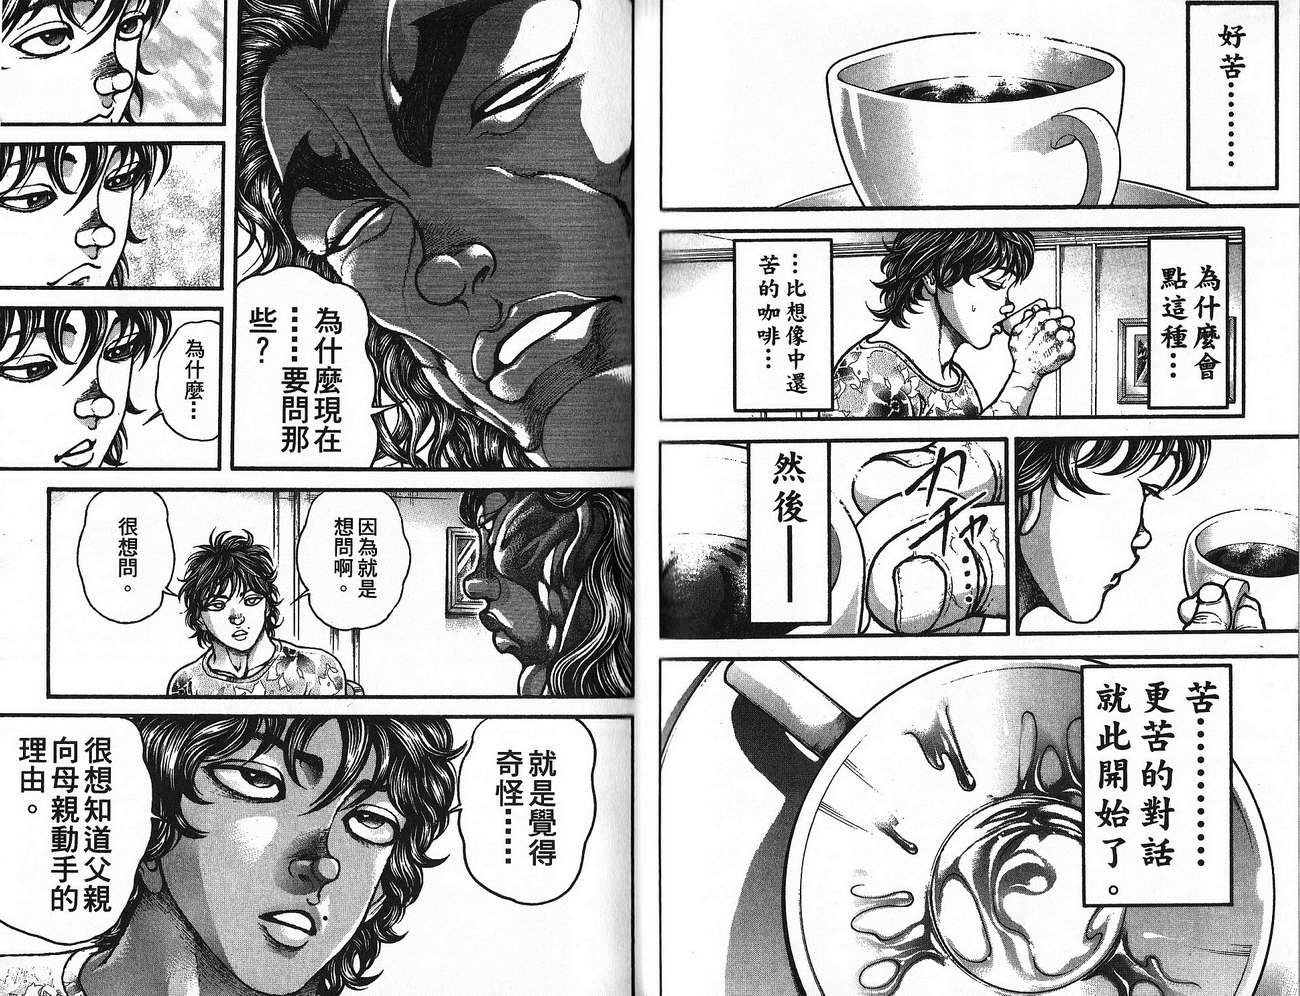 好苦………
為什麼會
點這種…
…比想像中還
苦的咖啡…
カチャ
……
然後──
苦………
更苦的對話
就此開始了。
為什麼現在
……要問那
些?
為什麼…
因為就是
想問啊。
很想問。
就是覺得
奇怪……
很想知道父親
向母親動手的
理由。